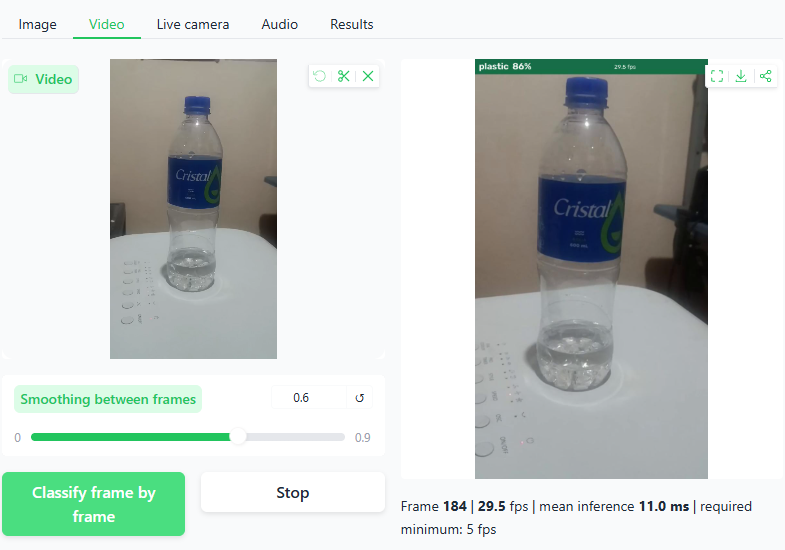 Image Video Live camera Audio Results
Video
Cristal
Smoothing between frames 0.6
0 0.9
Classify frame by
frame
Stop
plastic 86% 29.5 fps
Cristal
Frame 184 | 29.5 fps | mean inference 11.0 ms | required
minimum: 5 fps